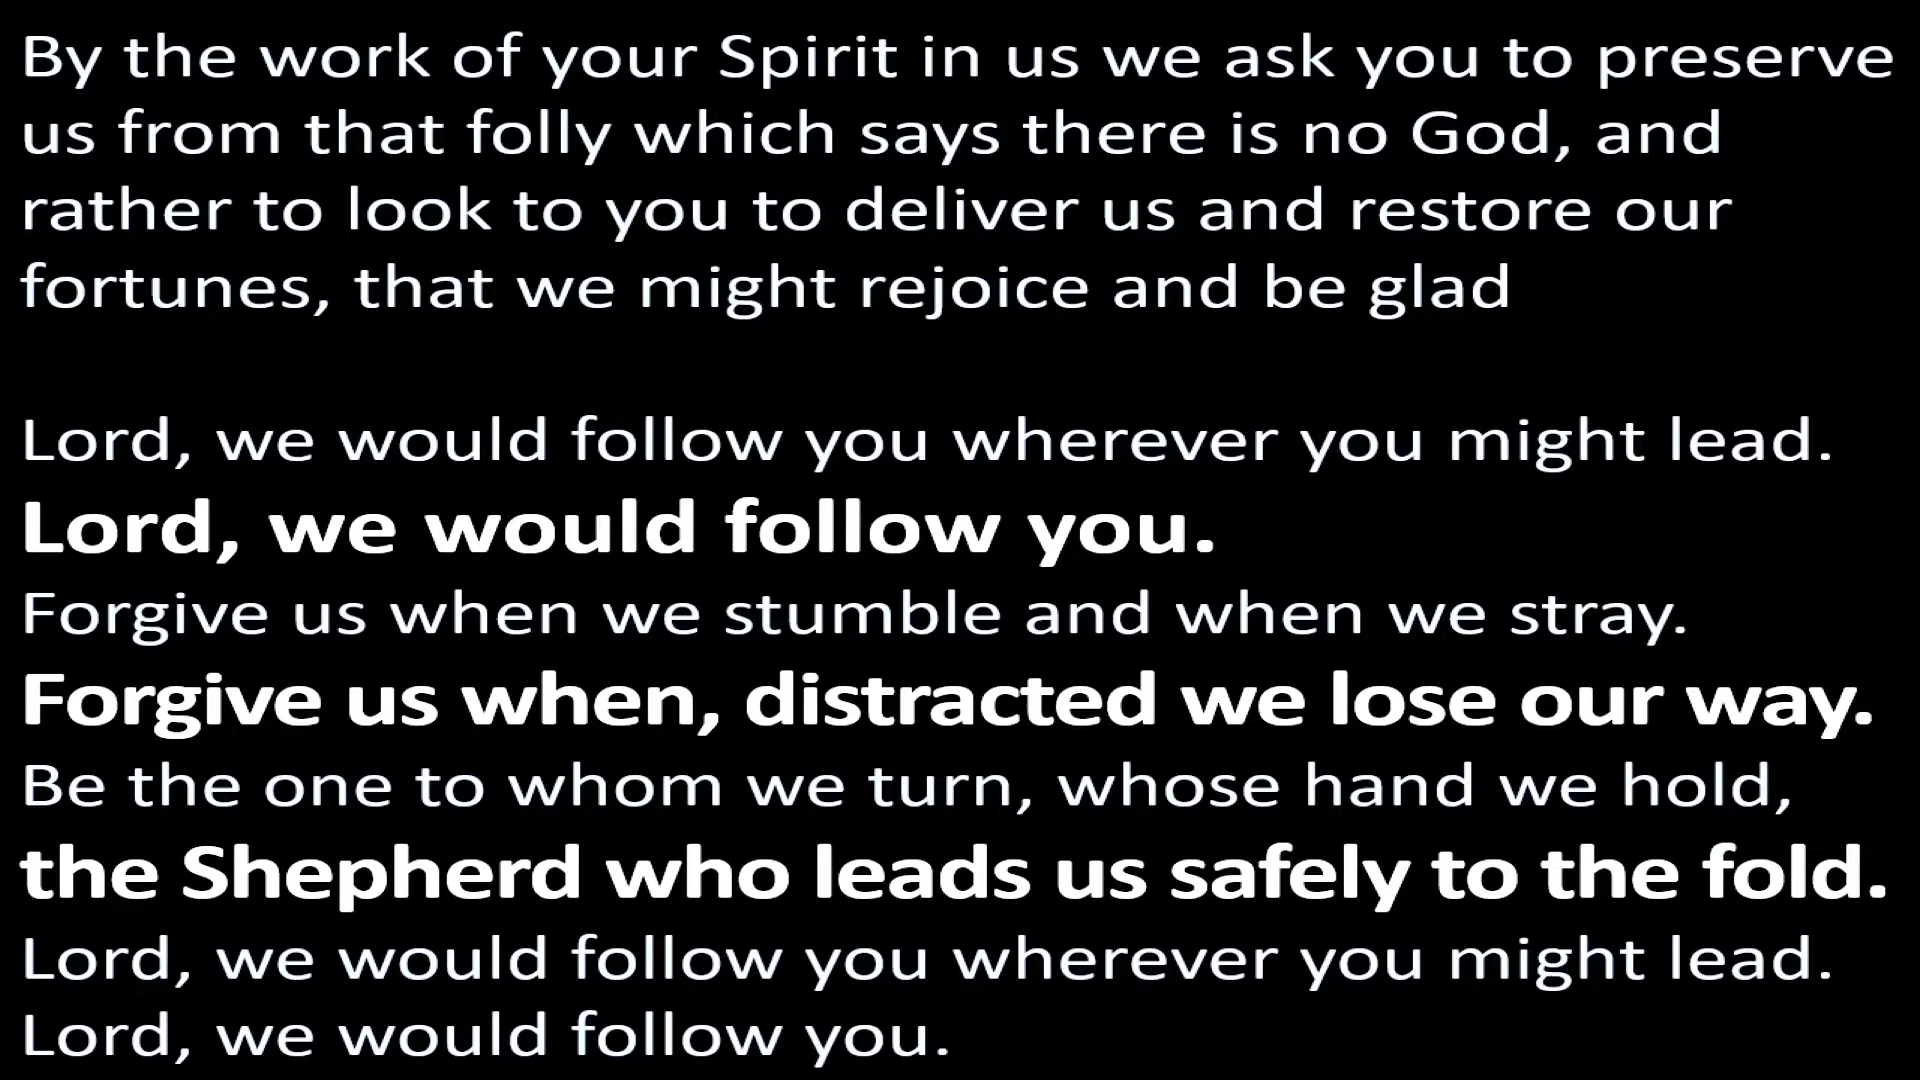 By the work of your Spirit in us we ask you to preserve
us from that folly which says there is no God, and
rather to look to you to deliver us and restore our
fortunes, that we might rejoice and be glad
Lord, we would follow you wherever you might lead.
Lord, we would follow you.
Forgive us when we stumble and when we stray.
Forgive us when, distracted we lose our way.
Be the one to whom we turn, whose hand we hold,
the Shepherd who leads us safely to the fold.
Lord, we would follow you wherever you might lead.
Lord, we would follow you.